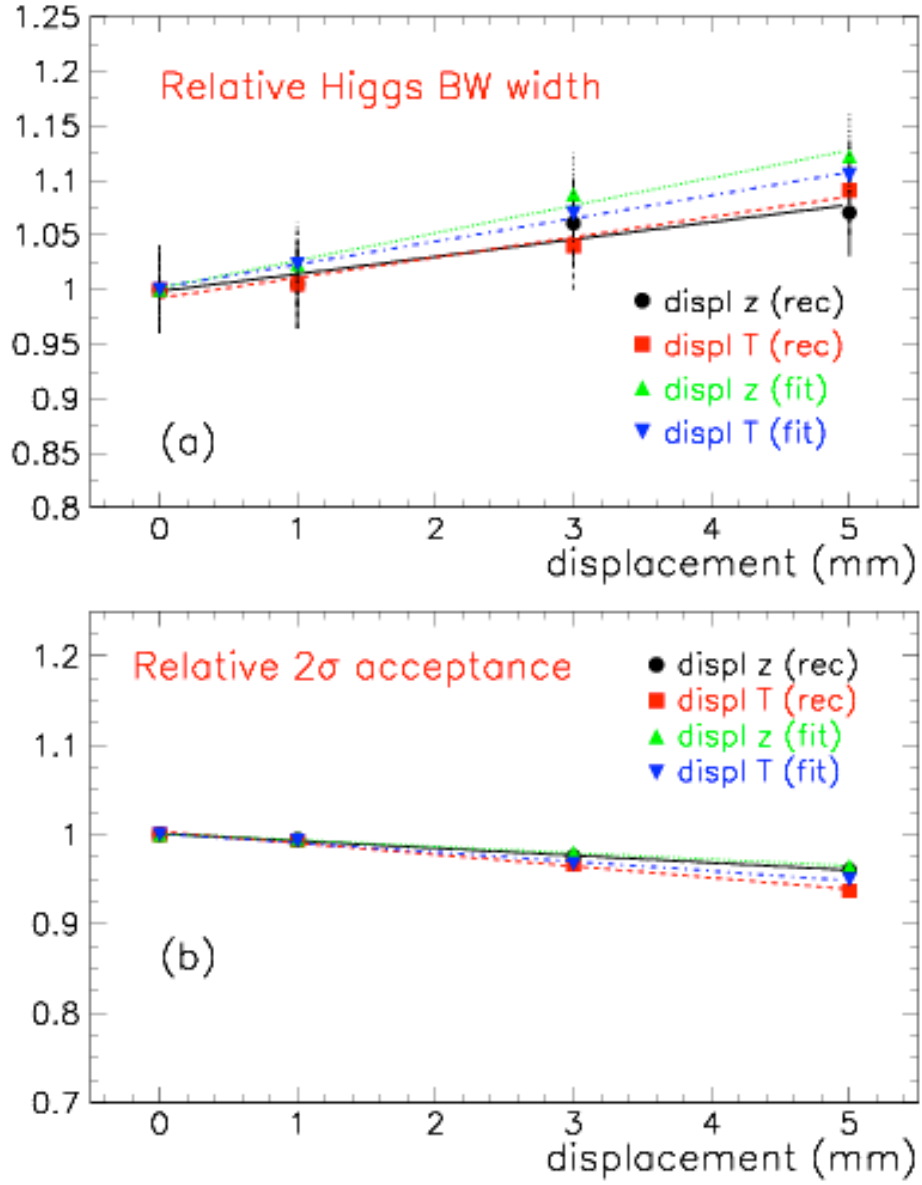 1.25
1.2
Relative Higgs BW width
1.15
1.1
1.05
1
displ z (rec)
0.95
displ T (rec)
0.9
displ z (fit)
(a)
displ T (fit)
0.85
0.8
0 1 2 3 4 5
displacement (mm)
1.2
Relative 2σ acceptance
displ z (rec)
displ T (rec)
1.1
displ z (fit)
displ T (fit)
1
0.9
(b)
0.8
0.7
0 1 2 3 4 5
displacement (mm)